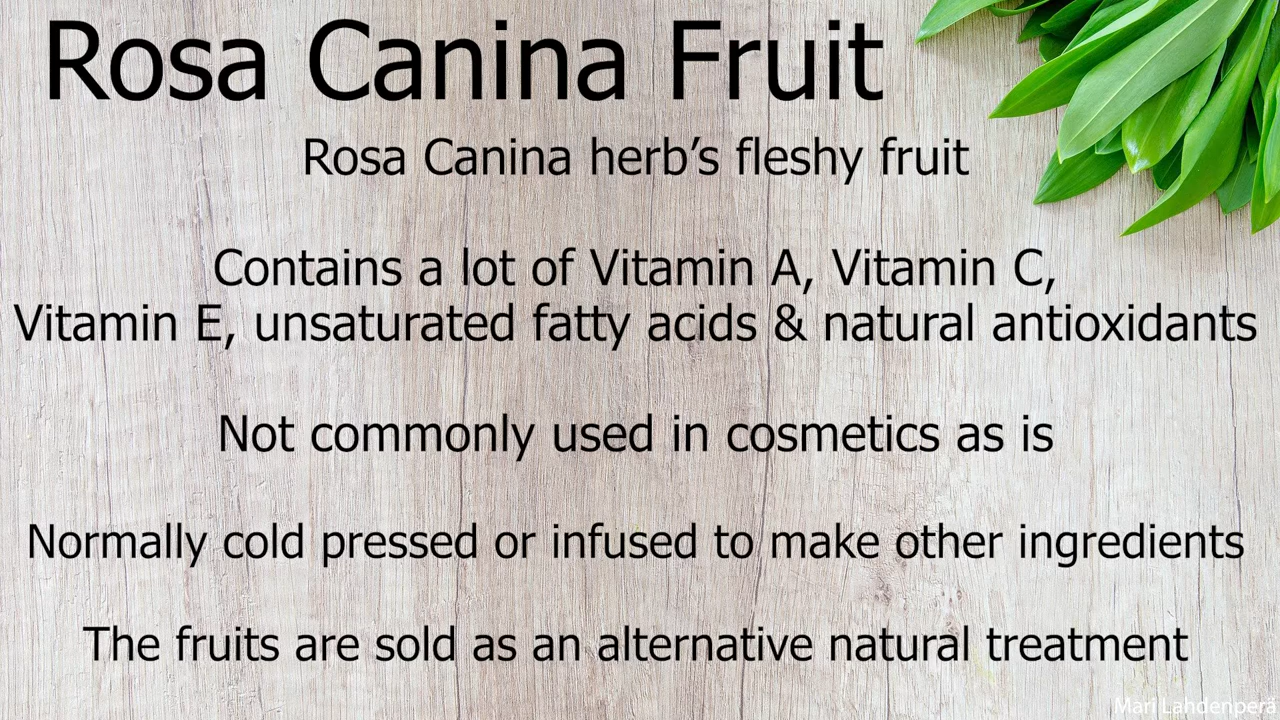 Rosa Canina Fruit
Rosa Canina herb’s fleshy fruit
Contains a lot of Vitamin A, Vitamin C,
Vitamin E, unsaturated fatty acids & natural antioxidants
Not commonly used in cosmetics as is
Normally cold pressed or infused to make other ingredients
The fruits are sold as an alternative natural treatment
Mari Lahdenperä